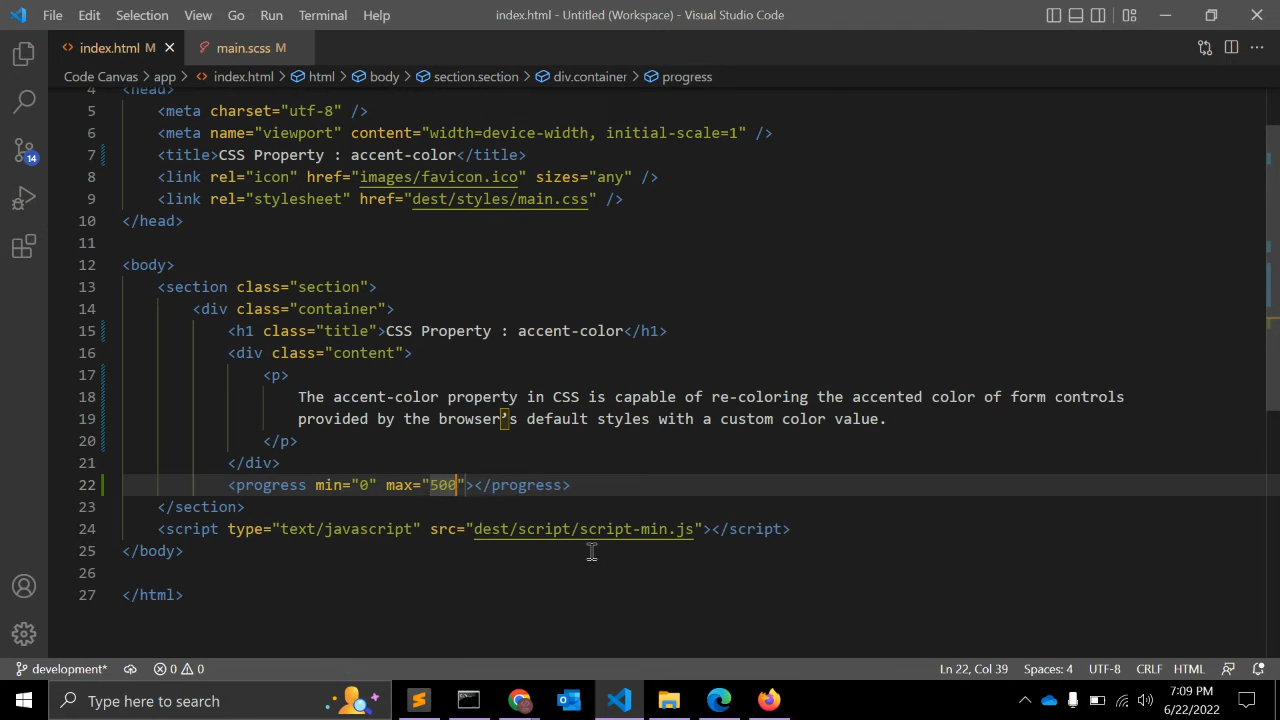 File Edit Selection View Go Run Terminal Help index.html - Untitled (Workspace) - Visual Studio Code
index.html M main.scss M
Code Canvas > app > index.html > html > body > section.section > div.container > progress
4 <head>
5 <meta charset="utf-8" />
6 <meta name="viewport" content="width=device-width, initial-scale=1" />
7 <title>CSS Property : accent-color</title>
8 <link rel="icon" href="images/favicon.ico" sizes="any" />
9 <link rel="stylesheet" href="dest/styles/main.css" />
10 </head>
11
12 <body>
13 <section class="section">
14 <div class="container">
15 <h1 class="title">CSS Property : accent-color</h1>
16 <div class="content">
17 <p>
18 The accent-color property in CSS is capable of re-coloring the accented color of form controls
19 provided by the browser’s default styles with a custom color value.
20 </p>
21 </div>
22 <progress min="0" max="500"></progress>
23 </section>
24 <script type="text/javascript" src="dest/script/script-min.js"></script>
25 </body>
26
27 </html>
14
development* 0 0 Ln 22, Col 39 Spaces: 4 UTF-8 CRLF HTML
Type here to search
7:09 PM
6/22/2022